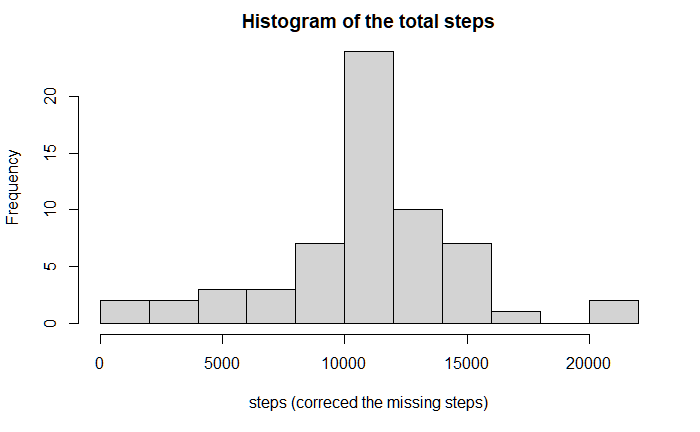 Histogram of the total steps
Frequency
20
15
10
5
0
0 5000 10000 15000 20000
steps (correced the missing steps)